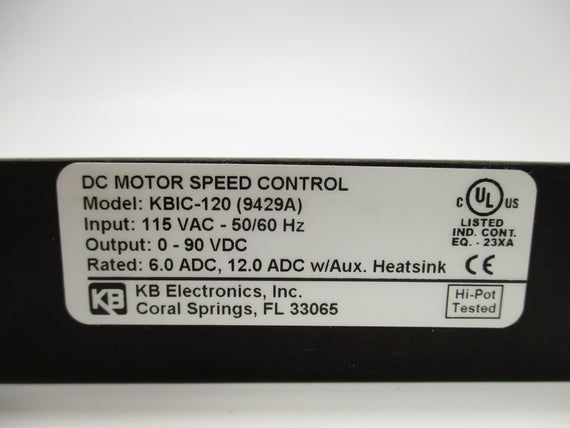 DC MOTOR SPEED CONTROL
Model: KBIC-120 (9429A)
Input: 115 VAC - 50/60 Hz
Output: 0 - 90 VDC
Rated: 6.0 ADC, 12.0 ADC w/Aux. Heatsink
C UL US
LISTED
IND. CONT.
EQ. - 23XA
CE
KB
KB Electronics, Inc.
Coral Springs, FL 33065
Hi-Pot
Tested